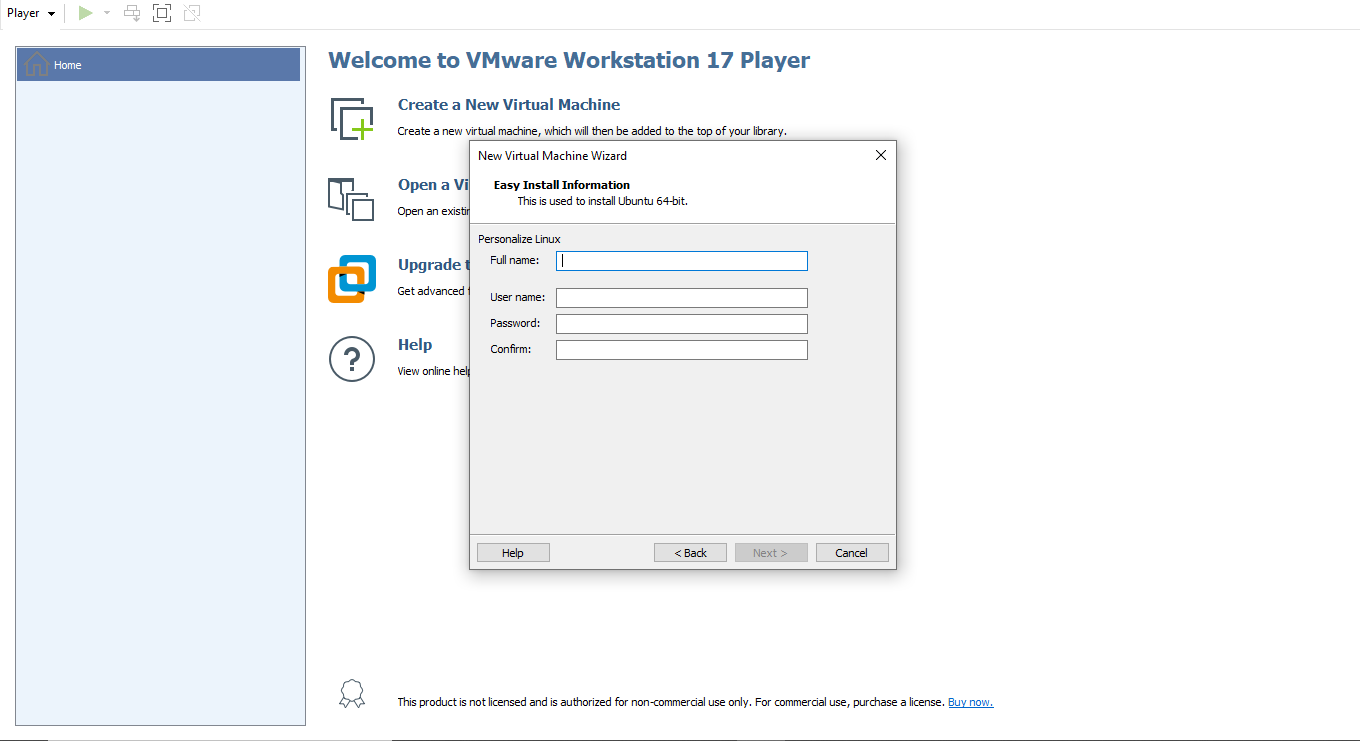 Player
Home
Welcome to VMware Workstation 17 Player
Create a New Virtual Machine
Create a new virtual machine, which will then be added to the top of your library.
Open a Vi
Open an existin
Upgrade t
Get advanced f
Help
View online help
New Virtual Machine Wizard
Easy Install Information
This is used to install Ubuntu 64-bit.
Personalize Linux
Full name:
User name:
Password:
Confirm:
Help
< Back
Next >
Cancel
This product is not licensed and is authorized for non-commercial use only. For commercial use, purchase a license. Buy now.